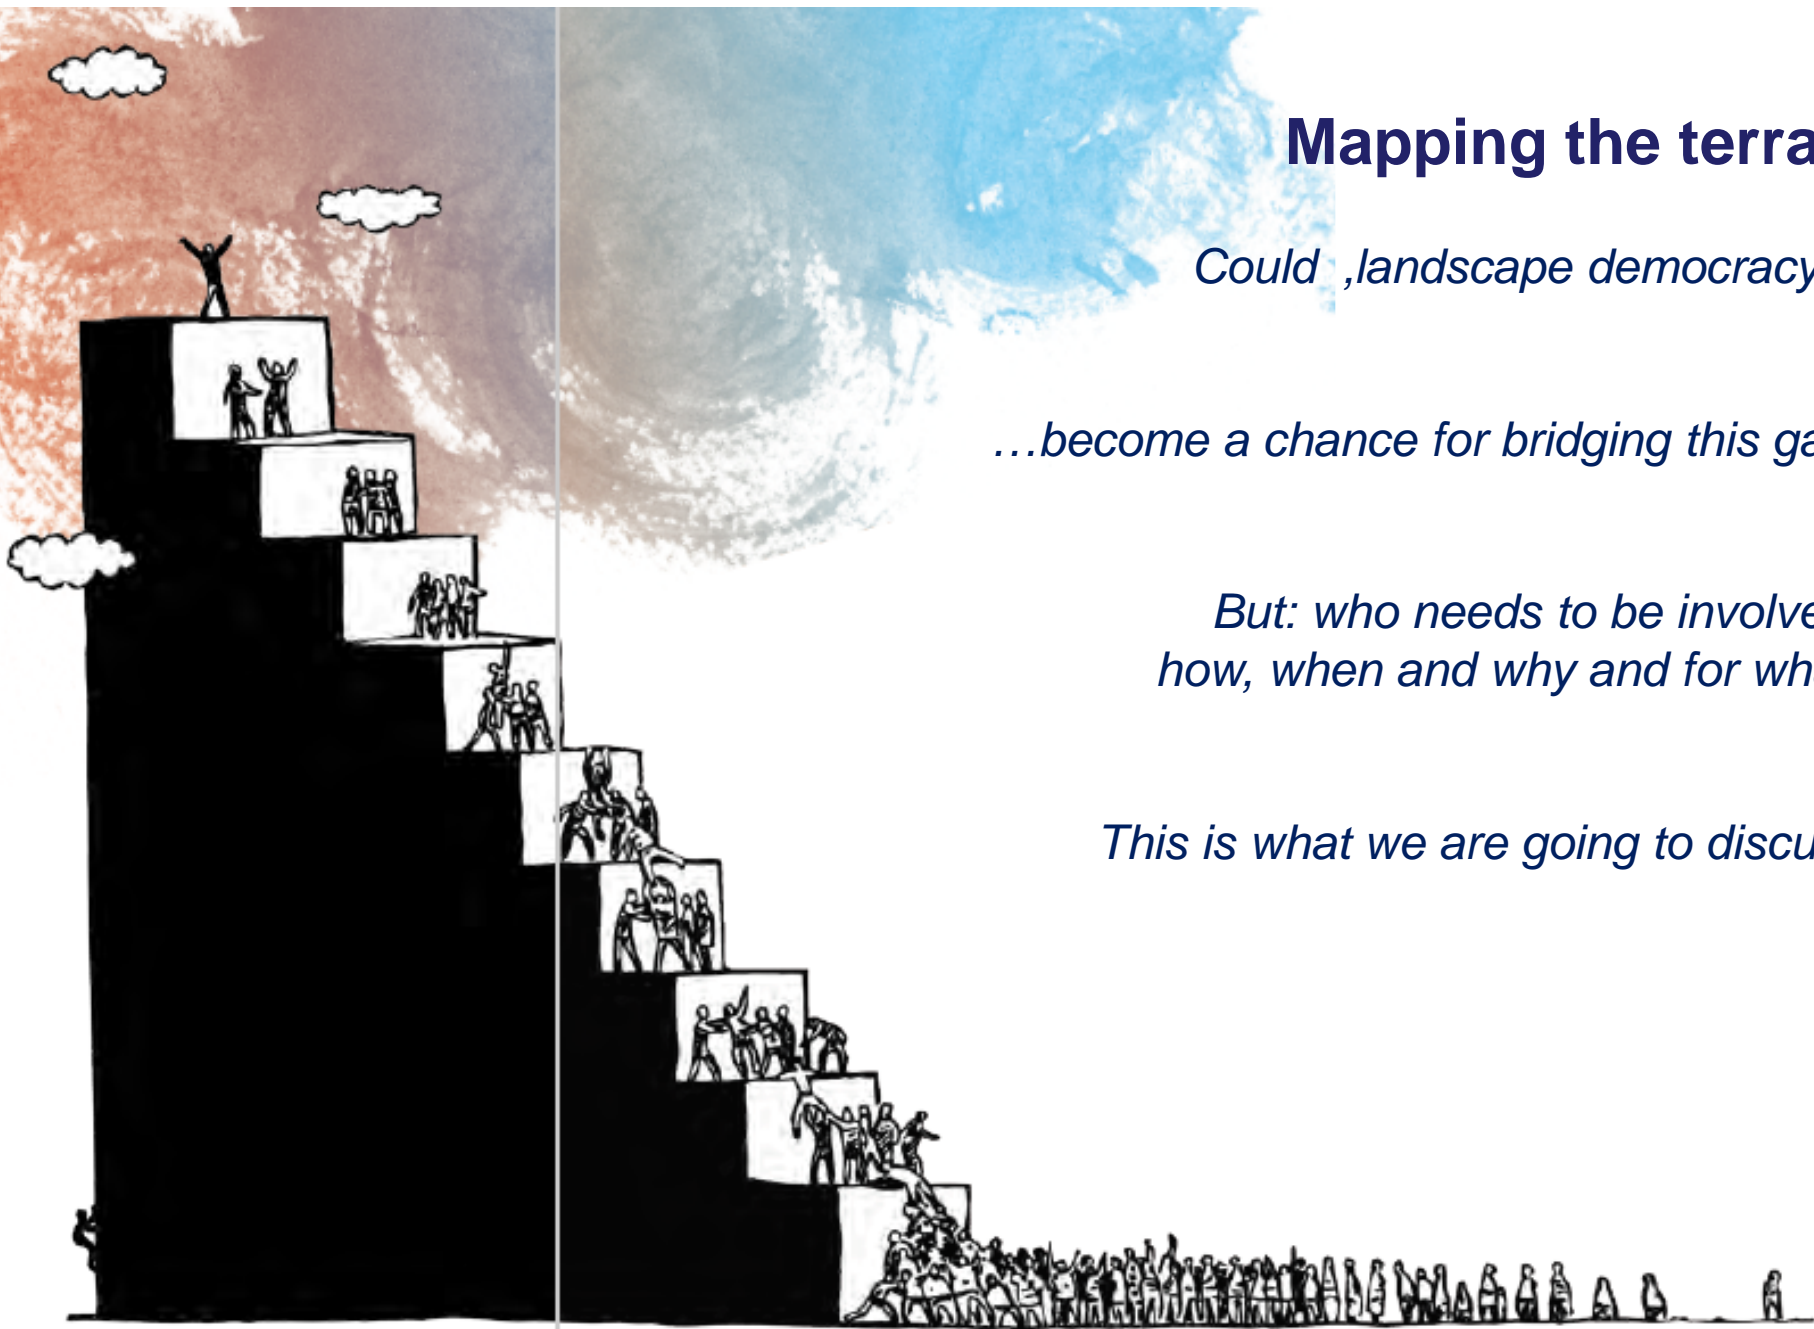 Mapping the terra
Could ‚landscape democracy
…become a chance for bridging this ga
But: who needs to be involve
how, when and why and for wh
This is what we are going to discu